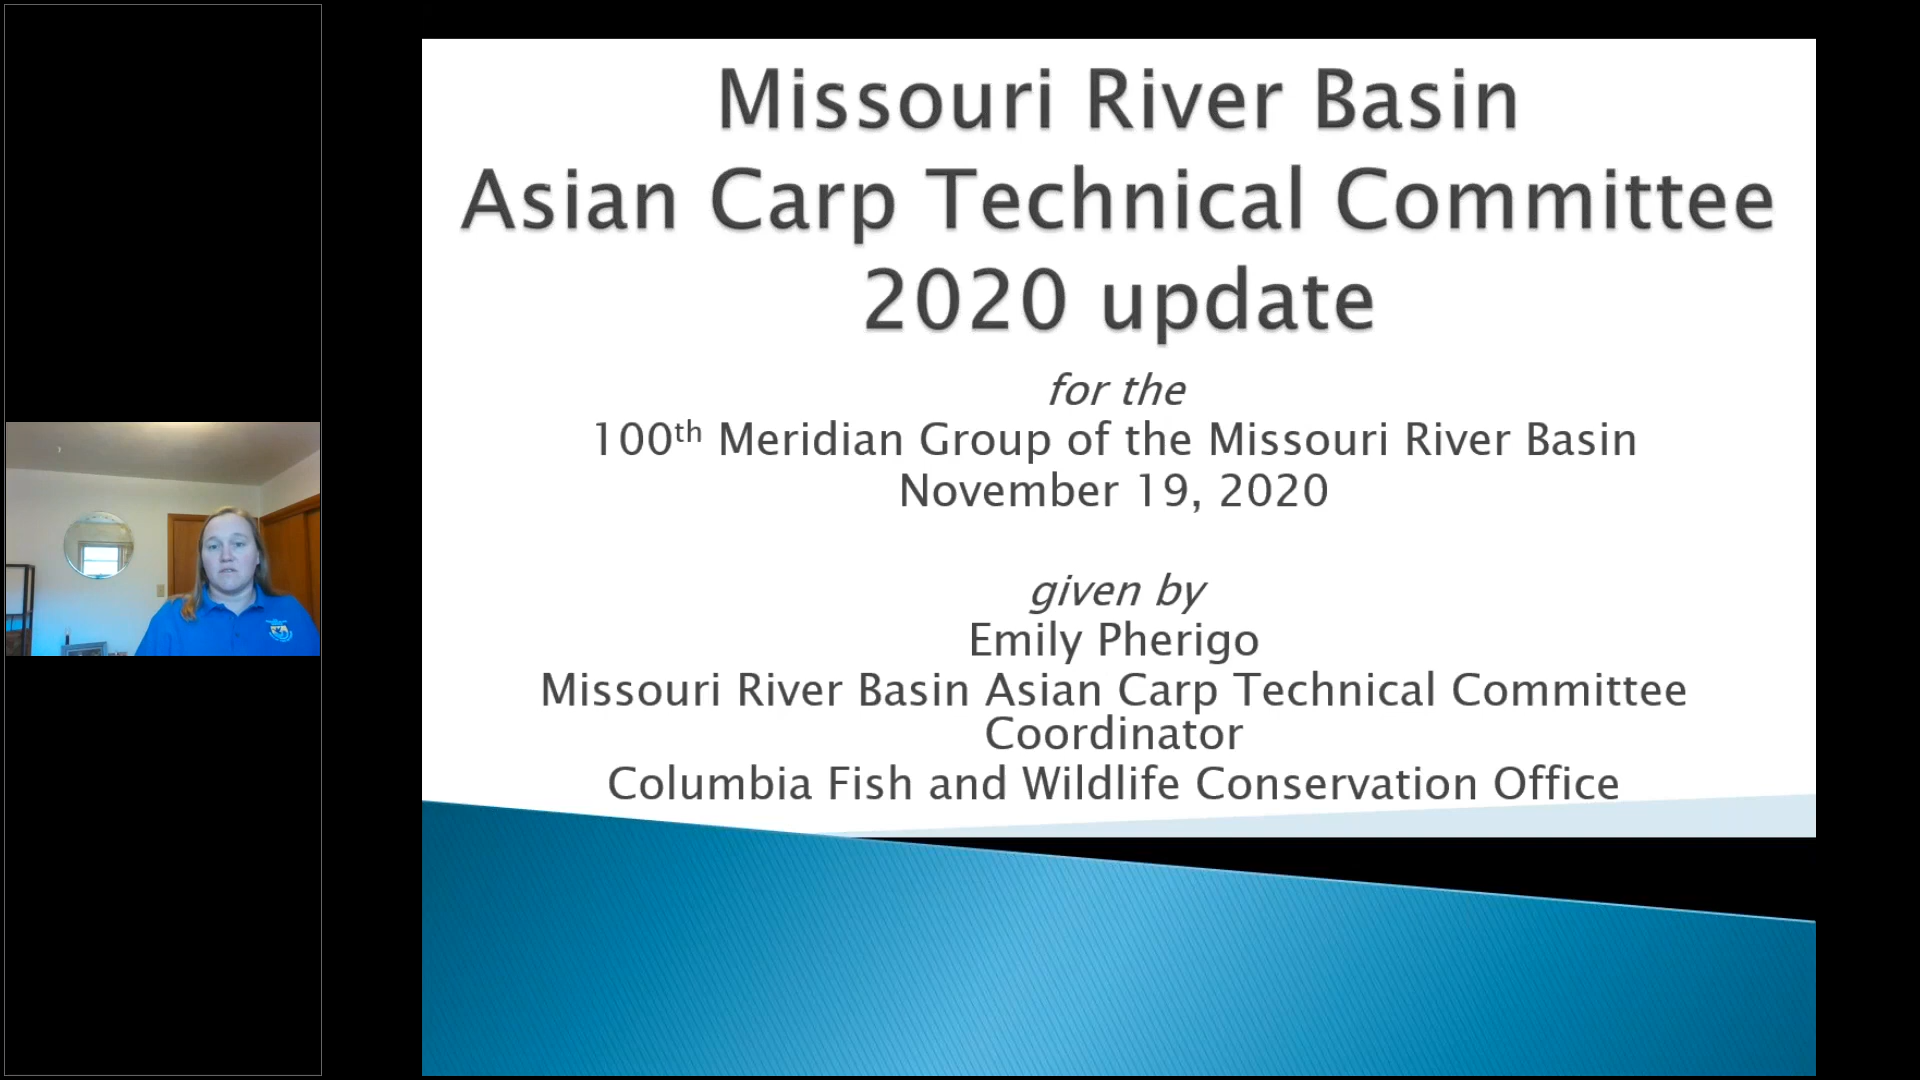 Missouri River Basin
Asian Carp Technical Committee
2020 update
for the
100th Meridian Group of the Missouri River Basin
November 19, 2020
given by
Emily Pherigo
Missouri River Basin Asian Carp Technical Committee
Coordinator
Columbia Fish and Wildlife Conservation Office